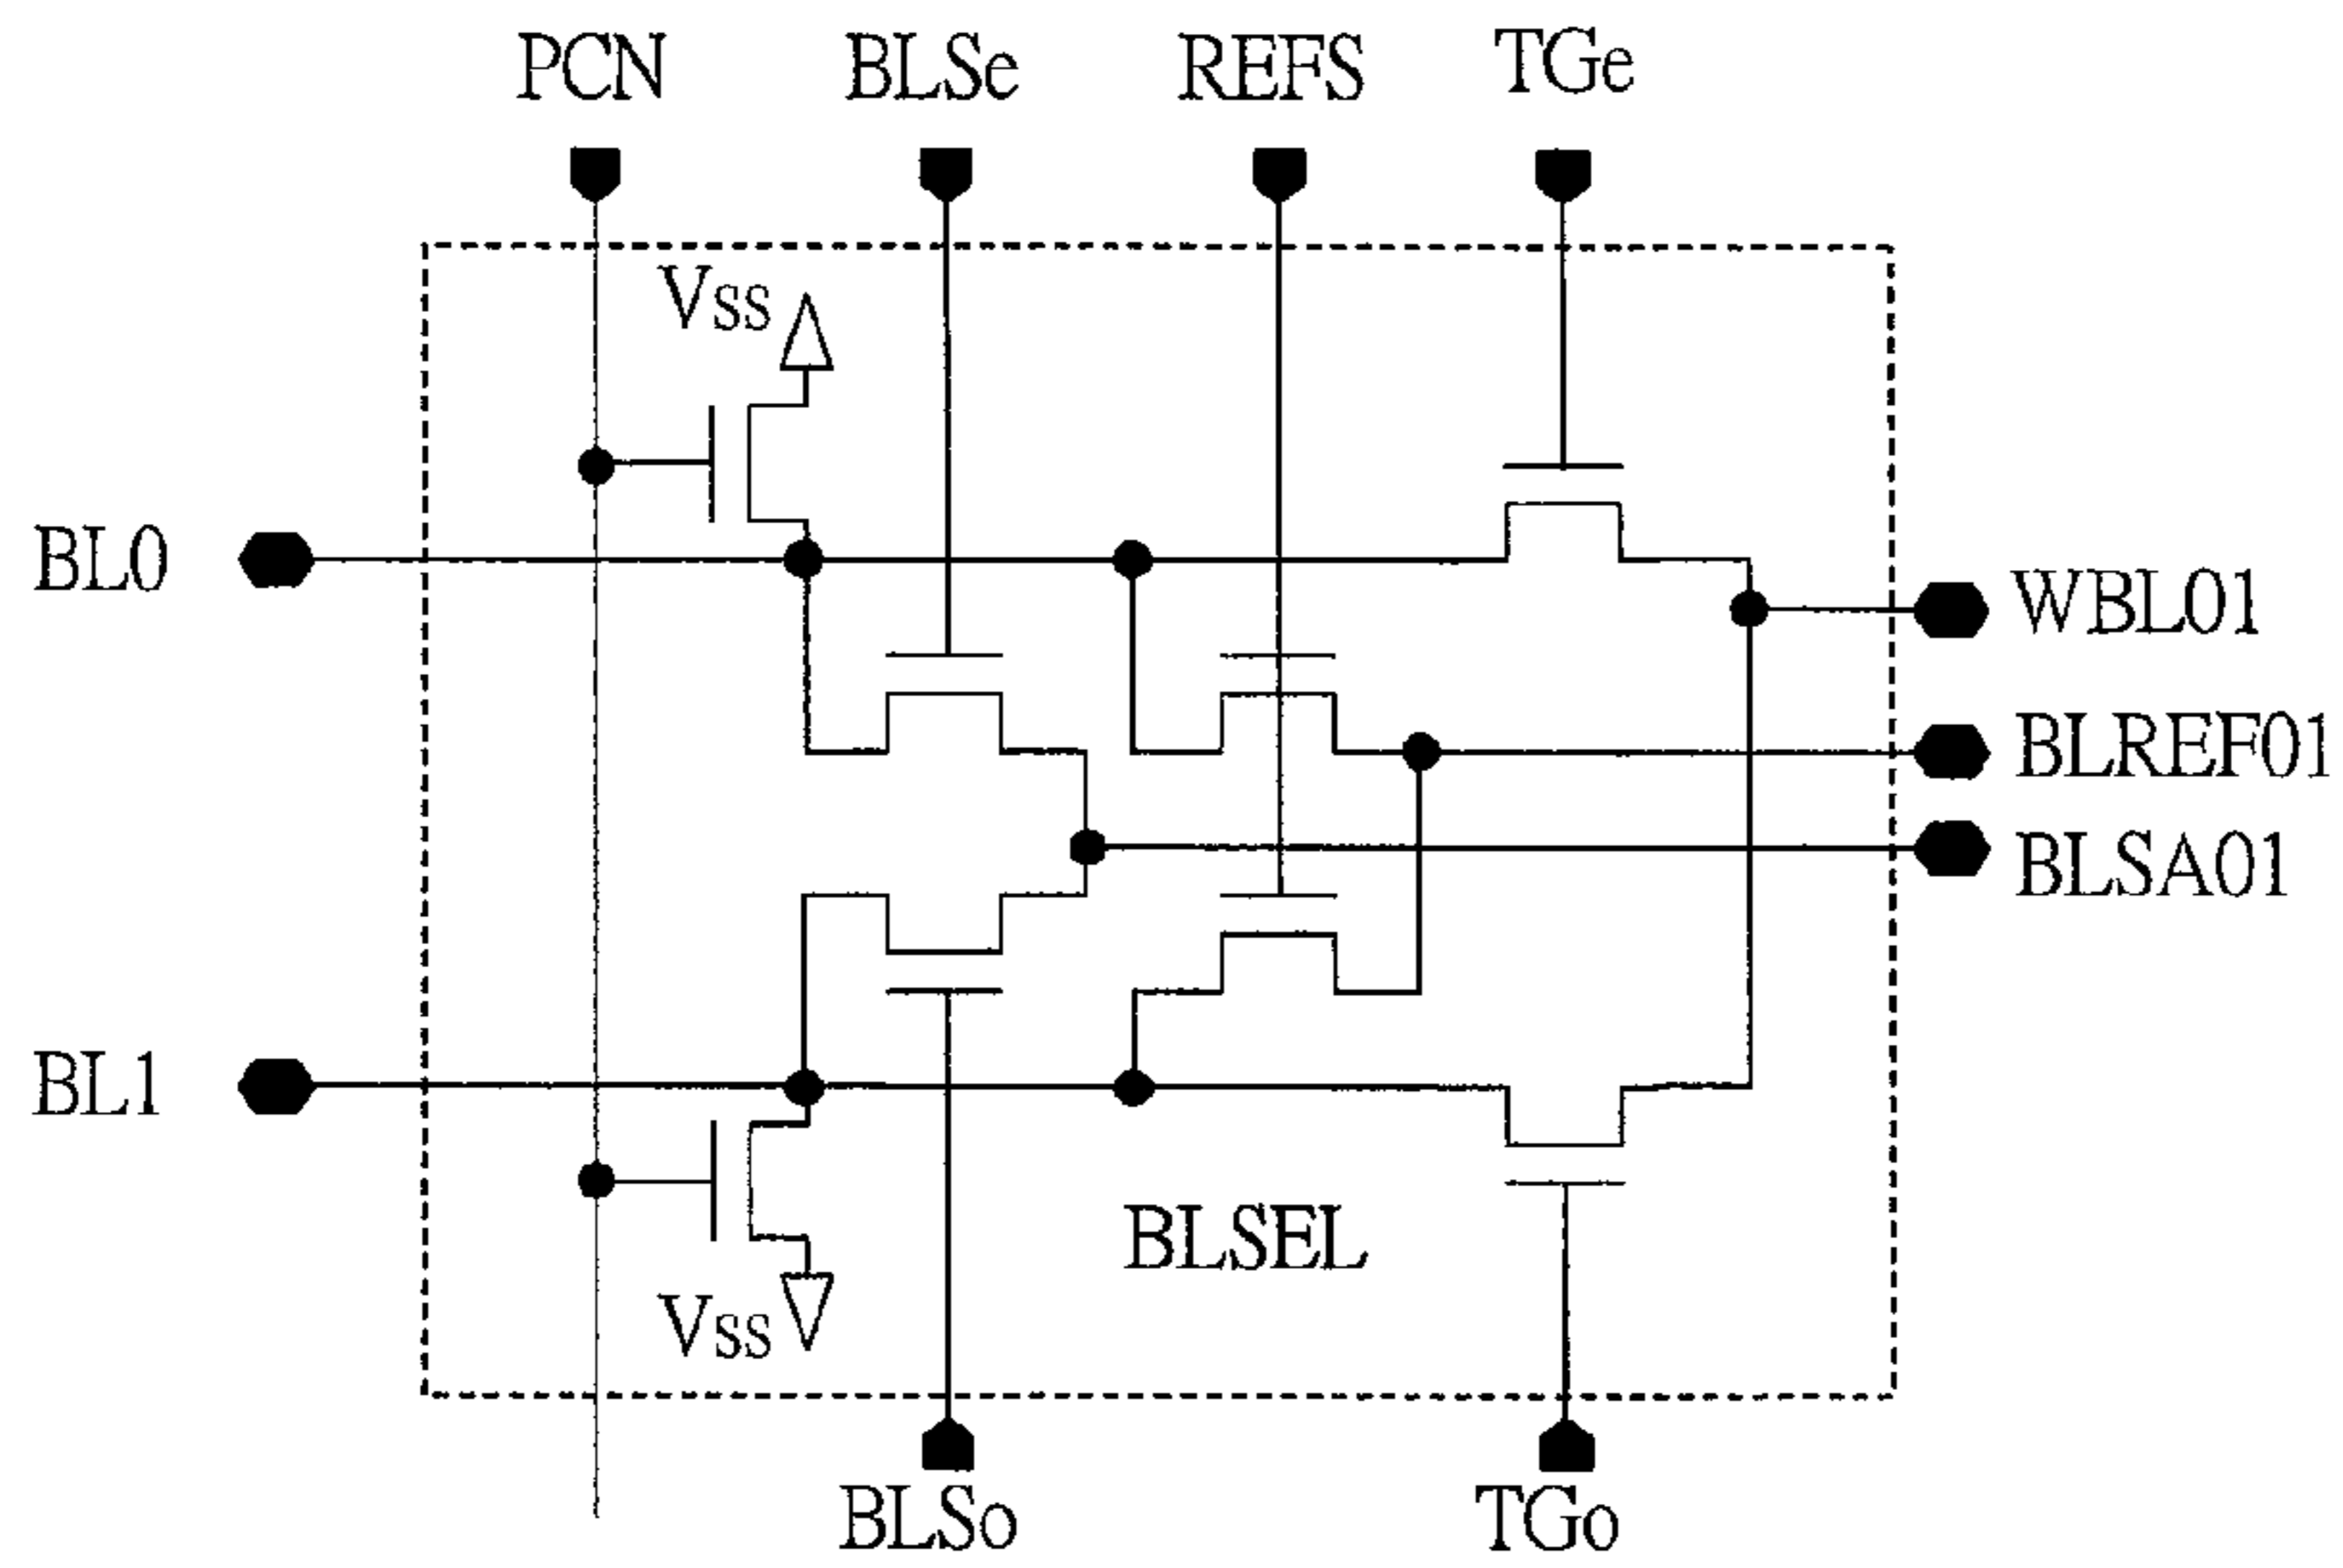 PCN
BLSe
REFS
TGe
VSS
BL0
WBL01
BLREF01
BLSA01
BL1
BLSEL
VSS
BLSo
TGo